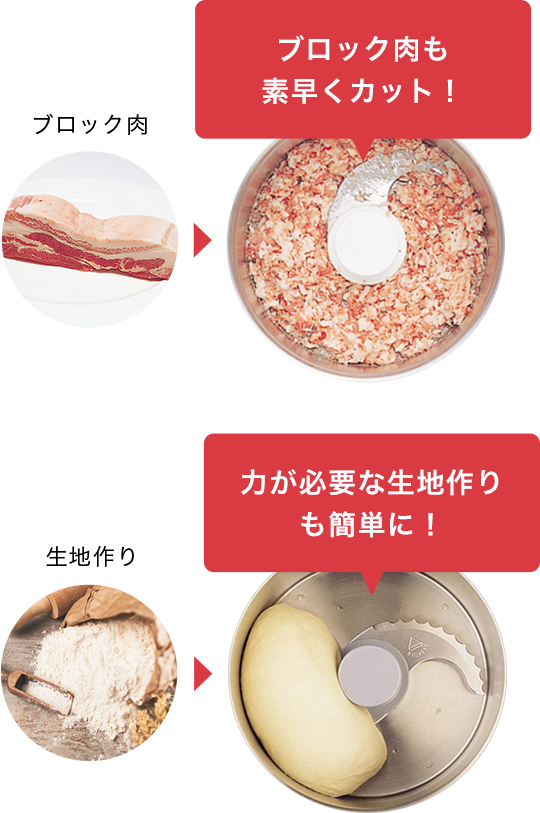 ブロック肉も
素早くカット！
ブロック肉
力が必要な生地作り
も簡単に！
生地作り